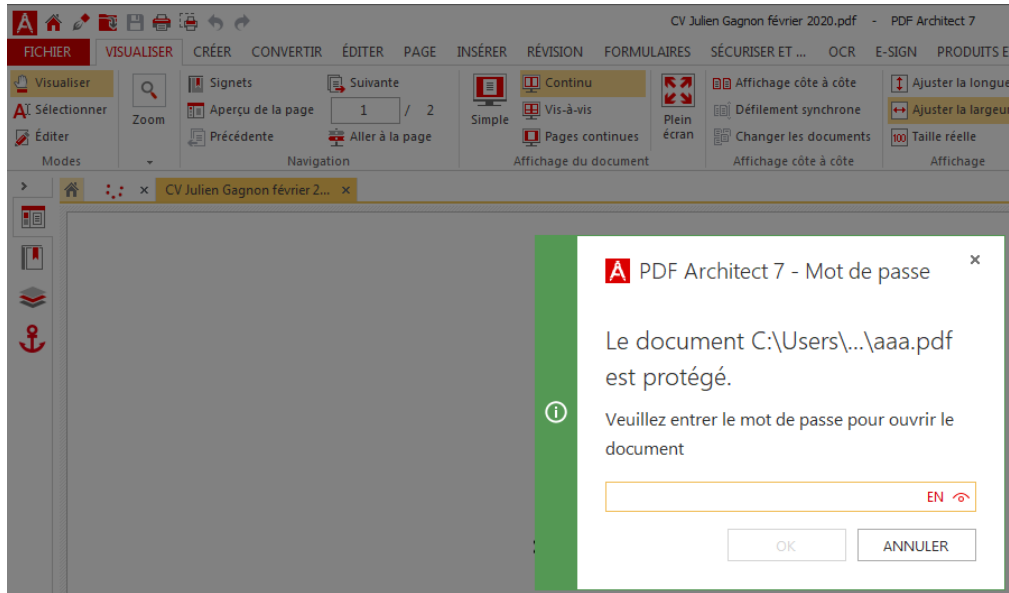 CV Julien Gagnon février 2020.pdf - PDF Architect 7
FICHIER VISUALISER CRÉER CONVERTIR ÉDITER PAGE INSÉRER RÉVISION FORMULAIRES SÉCURISER ET ... OCR E-SIGN PRODUITS E
Visualiser
Sélectionner
Éditer
Modes
Zoom
Signets
Aperçu de la page
Précédente
Suivante
1 / 2
Aller à la page
Navigation
Simple
Continu
Vis-à-vis
Pages continues
Affichage du document
Plein
écran
Affichage côte à côte
Défilement synchrone
Changer les documents
Affichage côte à côte
Ajuster la longue
Ajuster la largeur
100 Taille réelle
Affichage
CV Julien Gagnon février 2...
PDF Architect 7 - Mot de passe
Le document C:\Users\...\aaa.pdf
est protégé.
Veuillez entrer le mot de passe pour ouvrir le
document
EN
OK ANNULER